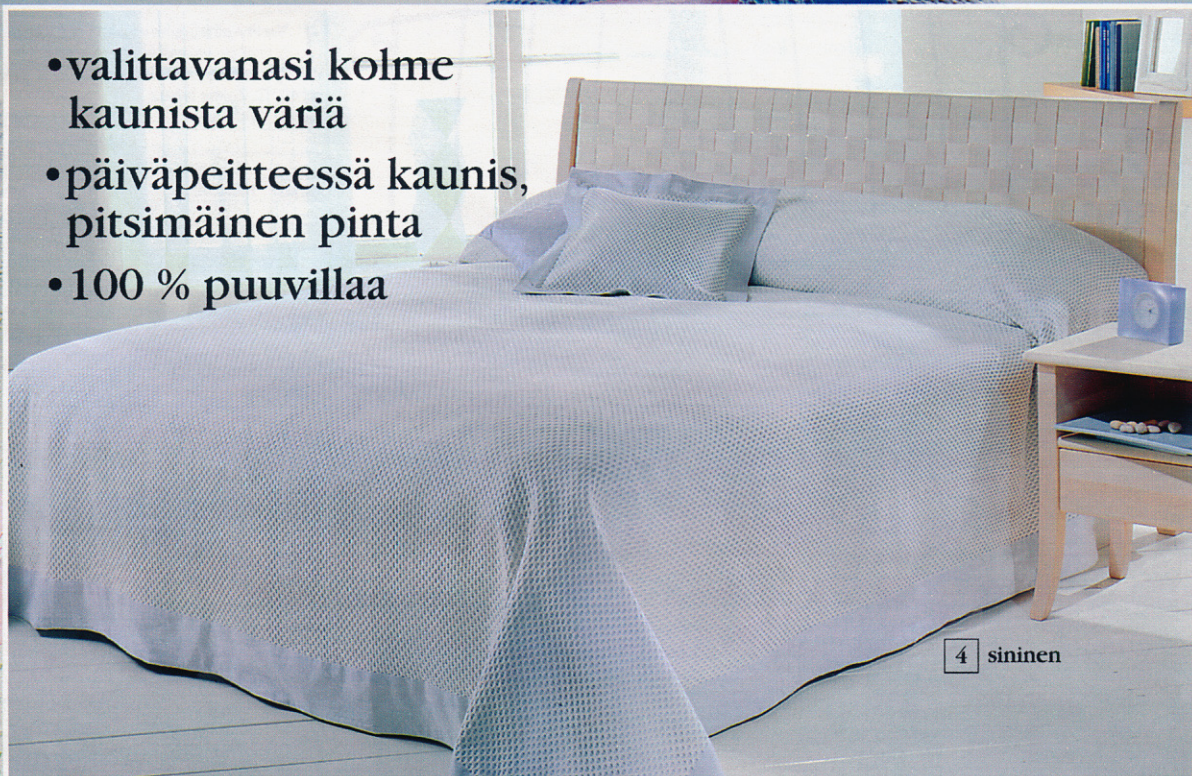 •valittavanasi kolme
kaunista väriä
•päiväpeitteessä kaunis,
pitsimäinen pinta
•100 % puuvillaa
4 sininen